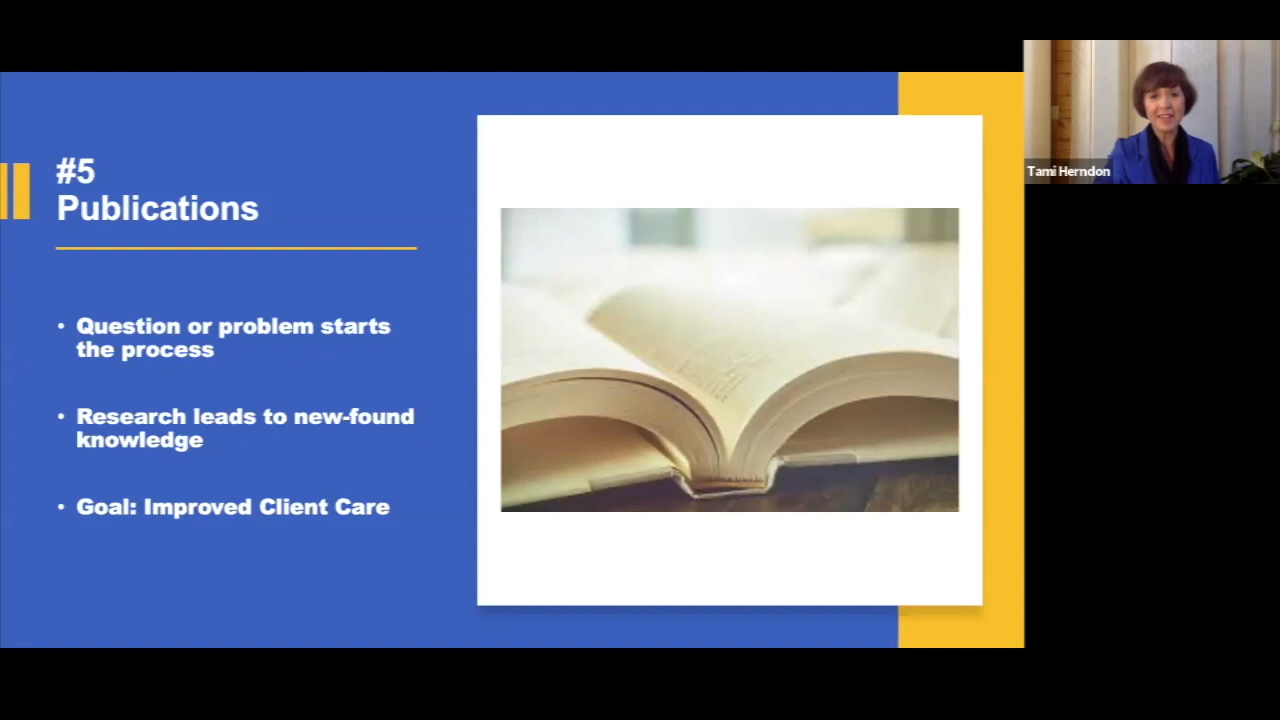 #5
Publications
• Question or problem starts
the process
• Research leads to new-found
knowledge
• Goal: Improved Client Care
Tami Herndon